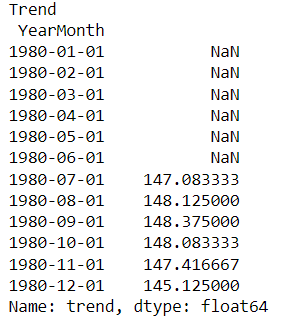 Trend
 YearMonth
1980-01-01           NaN
1980-02-01           NaN
1980-03-01           NaN
1980-04-01           NaN
1980-05-01           NaN
1980-06-01           NaN
1980-07-01    147.083333
1980-08-01    148.125000
1980-09-01    148.375000
1980-10-01    148.083333
1980-11-01    147.416667
1980-12-01    145.125000
Name: trend, dtype: float64